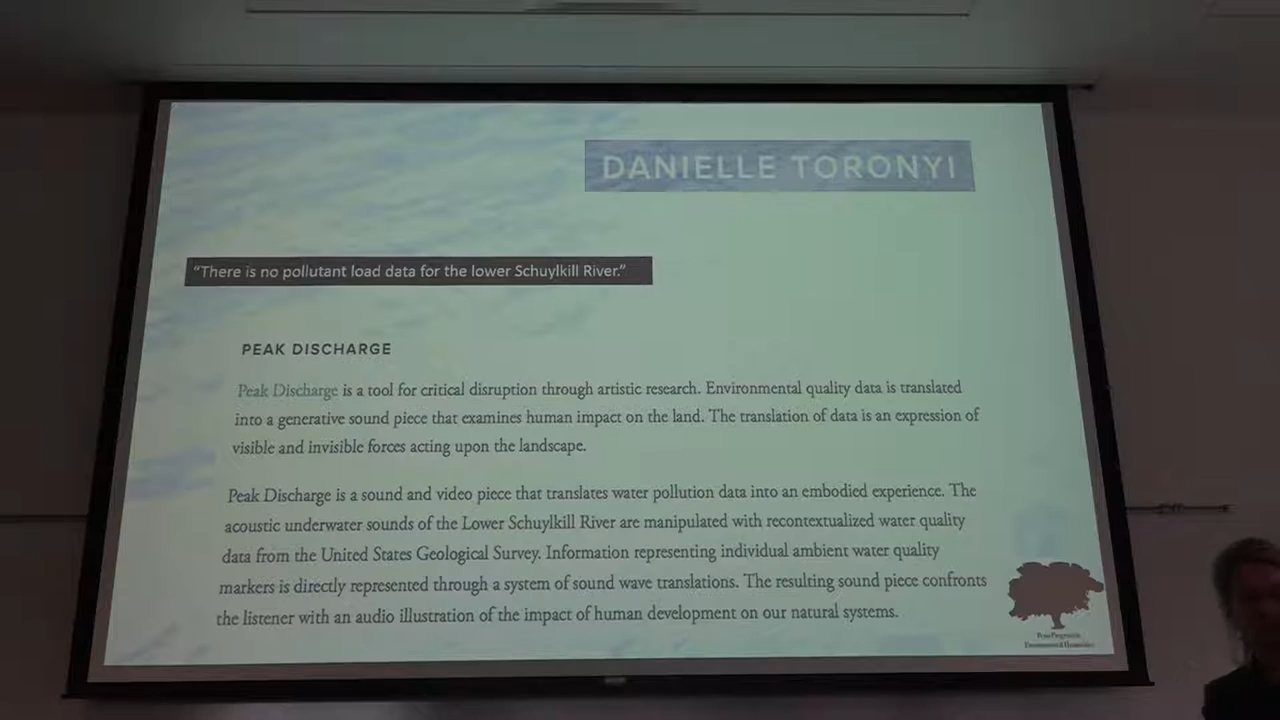 DANIELLE TORONYI
“There is no pollutant load data for the lower Schuylkill River.”
PEAK DISCHARGE
Peak Discharge is a tool for critical disruption through artistic research. Environmental quality data is translated
into a generative sound piece that examines human impact on the land. The translation of data is an expression of
visible and invisible forces acting upon the landscape.
Peak Discharge is a sound and video piece that translates water pollution data into an embodied experience. The
acoustic underwater sounds of the Lower Schuylkill River are manipulated with recontextualized water quality
data from the United States Geological Survey. Information representing individual ambient water quality
markers is directly represented through a system of sound wave translations. The resulting sound piece confronts
the listener with an audio illustration of the impact of human development on our natural systems.
Penn Program in
Environmental Humanities